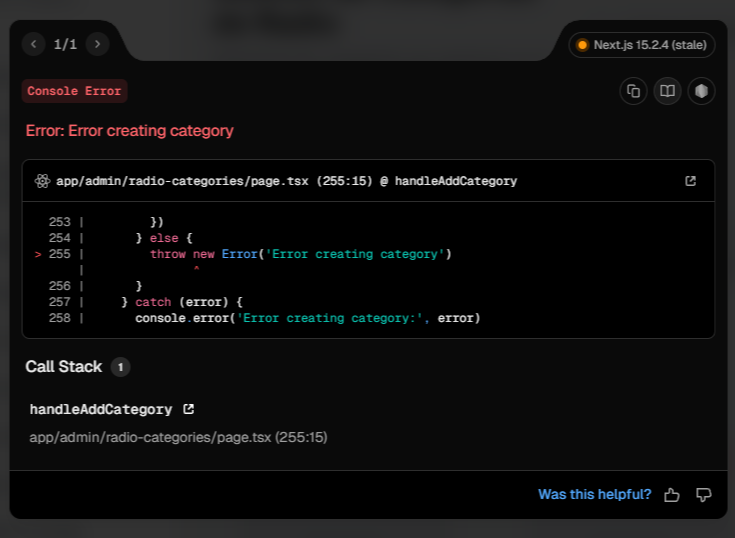 1/1
Next.js 15.2.4 (stale)
Console Error
Error: Error creating category
app/admin/radio-categories/page.tsx (255:15) @ handleAddCategory
253 |         })
254 |       } else {
> 255 |         throw new Error('Error creating category')
|               ^
256 |       }
257 |     } catch (error) {
258 |       console.error('Error creating category:', error)
Call Stack 1
handleAddCategory
app/admin/radio-categories/page.tsx (255:15)
Was this helpful?